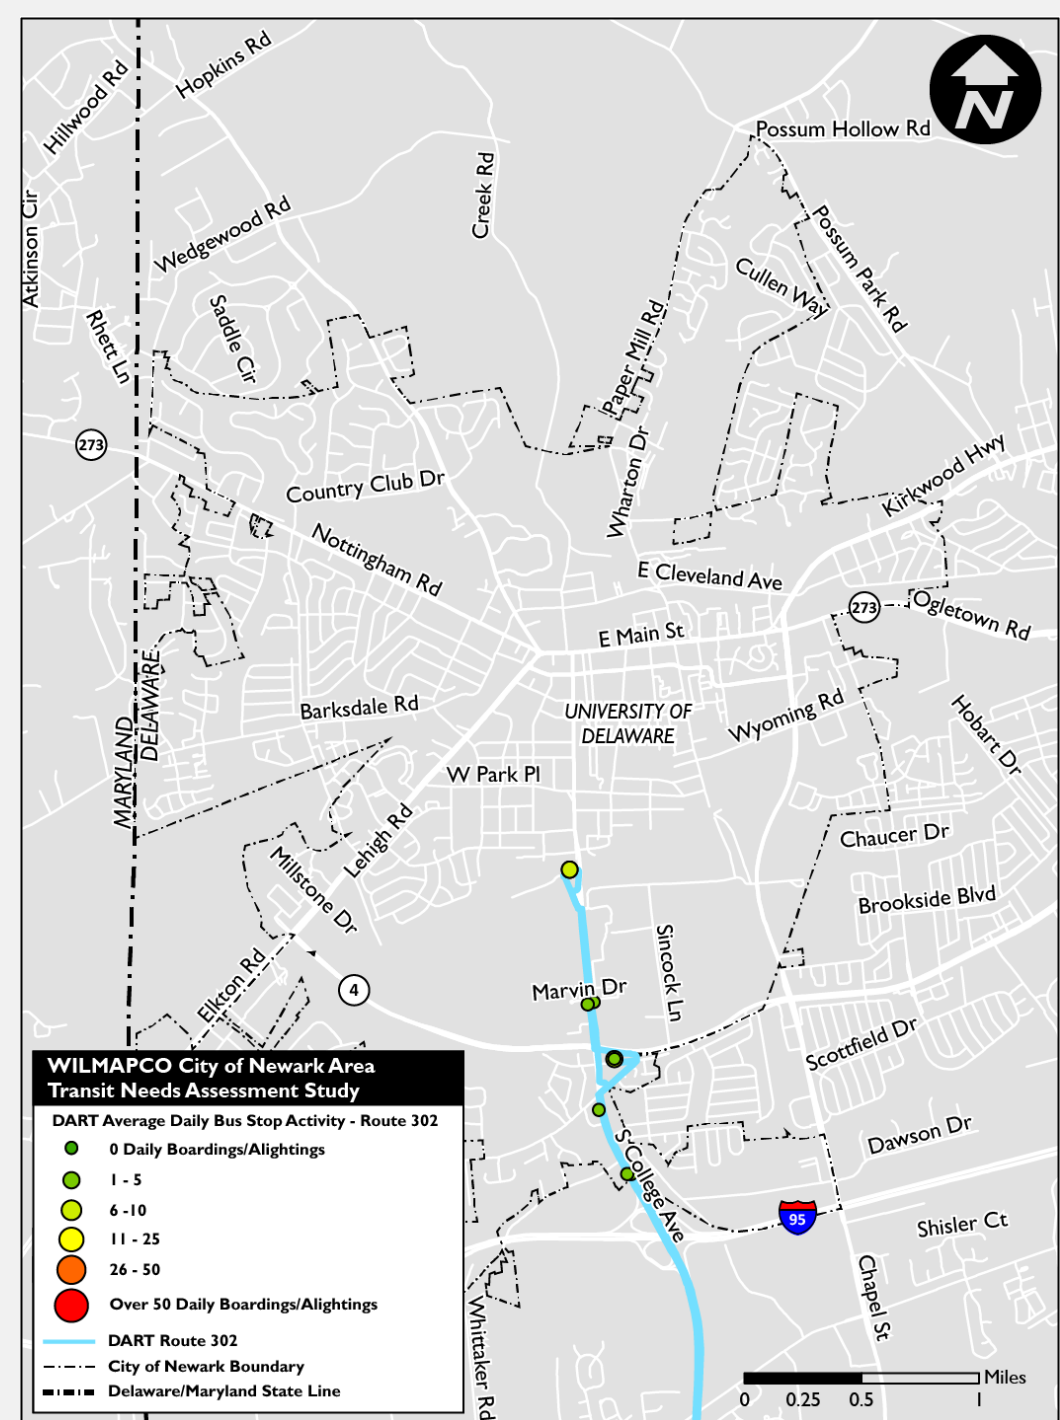 Hopkins Rd
Hillwood Rd
N
Possum Hollow Rd
Creek Rd
Atkinson Cir
Wedgewood Rd
Possum Park Rd
Cullen Way
Saddle Cir
Rhett Ln
Paper Mill Rd
273
Country Club Dr
Wharton Dr
Kirkwood Hwy
Nottingham Rd
E Cleveland Ave
273
Ogletown Rd
E Main St
MARYLAND
DELAWARE
Barksdale Rd
UNIVERSITY OF
DELAWARE
Wyoming Rd
Hobart Dr
W Park Pl
Lehigh Rd
Chaucer Dr
Millstone Dr
Brookside Blvd
Sincock Ln
Elkton Rd
4
Marvin Dr
Scottfield Dr
S College Ave
Dawson Dr
95
Shisler Ct
Chapel St
Whittaker Rd
WILMAPCO City of Newark Area
Transit Needs Assessment Study
DART Average Daily Bus Stop Activity - Route 302
0 Daily Boardings/Alightings
1 - 5
6 -10
11 - 25
26 - 50
Over 50 Daily Boardings/Alightings
DART Route 302
City of Newark Boundary
Delaware/Maryland State Line
Miles
0 0.25 0.5 1